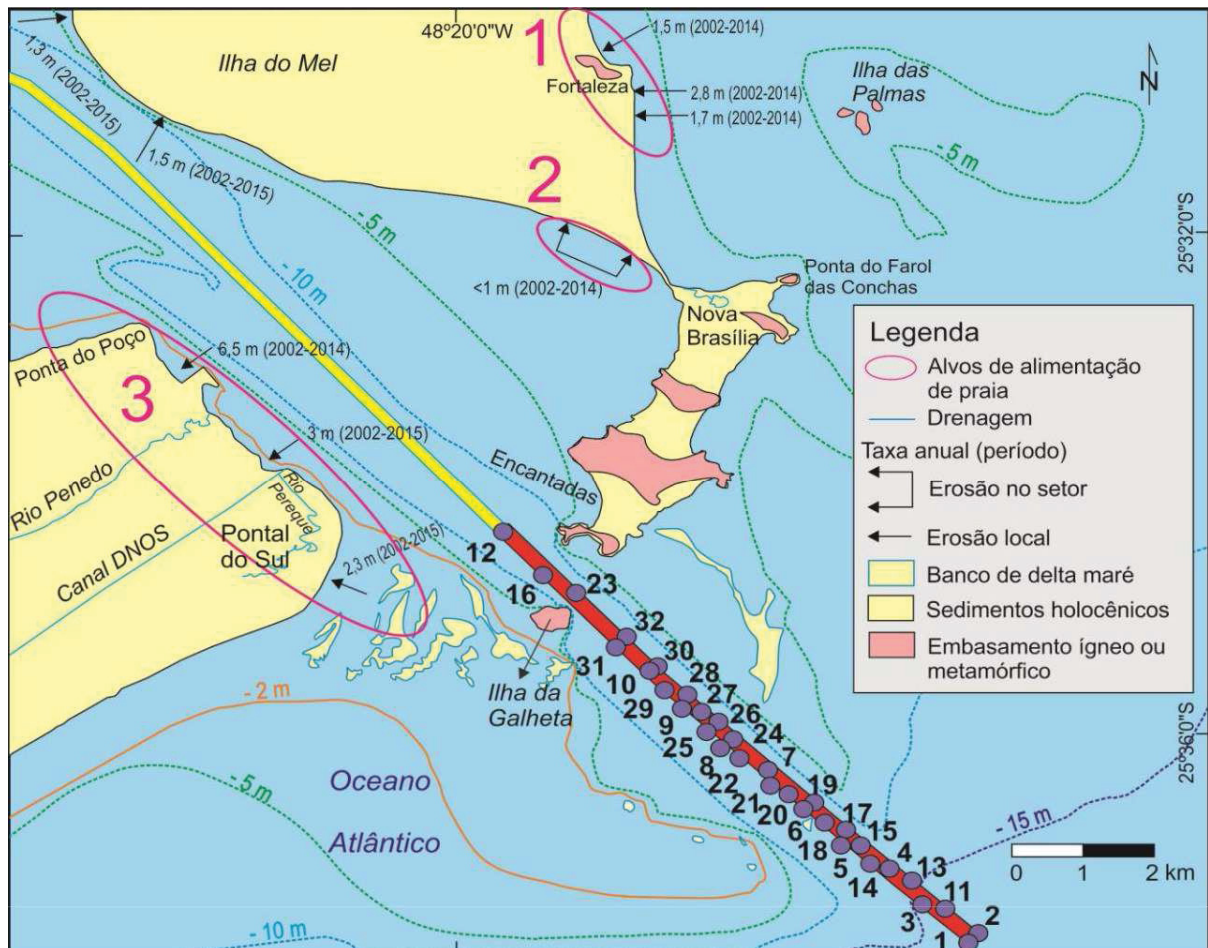 48º20'0"W
1
1,5 m (2002-2014)
Ilha do Mel
Fortaleza
2,8 m (2002-2014)
1,7 m (2002-2014)
Ilha das
Palmas
N
- 5 m
1,3 m (2002-2015)
1,5 m (2002-2015)
2
- 5 m
- 10 m
<1 m (2002-2014)
25º32'0"S
Ponta do Farol
das Conchas
Nova
Brasília
Ponta do Poço
6,5 m (2002-2014)
3
3 m (2002-2015)
Rio Penedo
Rio
Pereque
Canal DNOS
Pontal
do Sul
2,3 m (2002-2015)
Encantadas
Legenda
Alvos de alimentação
de praia
Drenagem
Taxa anual (período)
Erosão no setor
Erosão local
Banco de delta maré
Sedimentos holocênicos
Embasamento ígneo ou
metamórfico
12
16
23
32
31
30
10
28
29
27
9
26
25
24
8
7
22
21
19
20
17
6
15
18
4
5
13
14
11
3
2
1
Ilha da
Galheta
- 2 m
- 5 m
Oceano
Atlântico
- 10 m
25º36'0"S
- 15 m
0 1 2 km